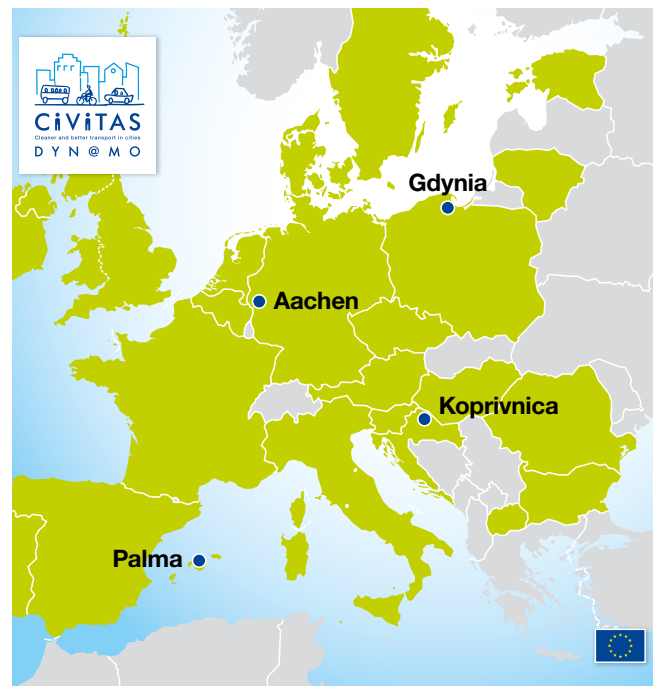 CiViTAS
Cleaner and better transport in cities
DYN@MO
Gdynia
Aachen
Koprivnica
Palma